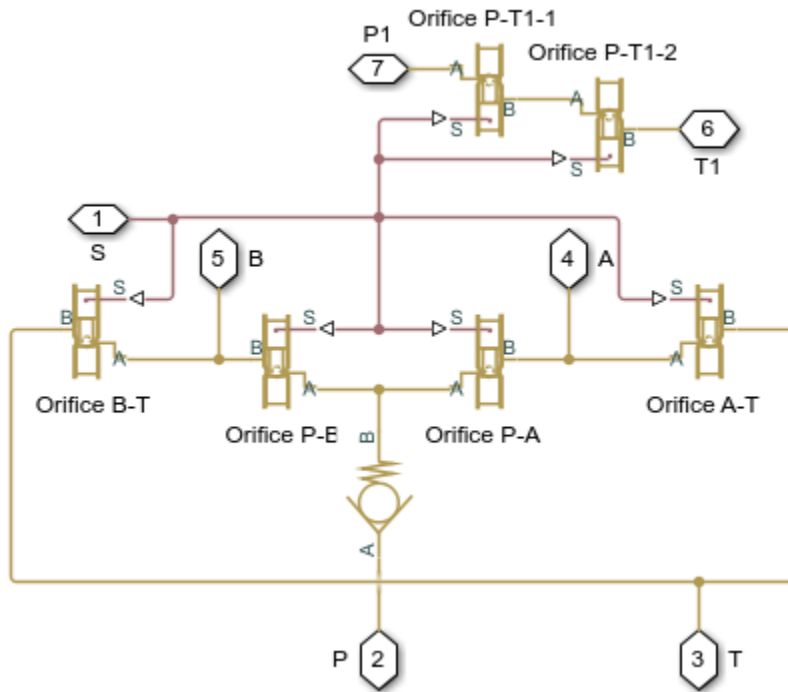 Orifice P-T1-1
P1
Orifice P-T1-2
7
A
B
A
S
B
6
S
T1
1
S
5
B
4
A
S
S
S
S
B
B
B
B
A
A
A
A
Orifice B-T
Orifice P-B
Orifice P-A
Orifice A-T
B
A
P
2
3
T